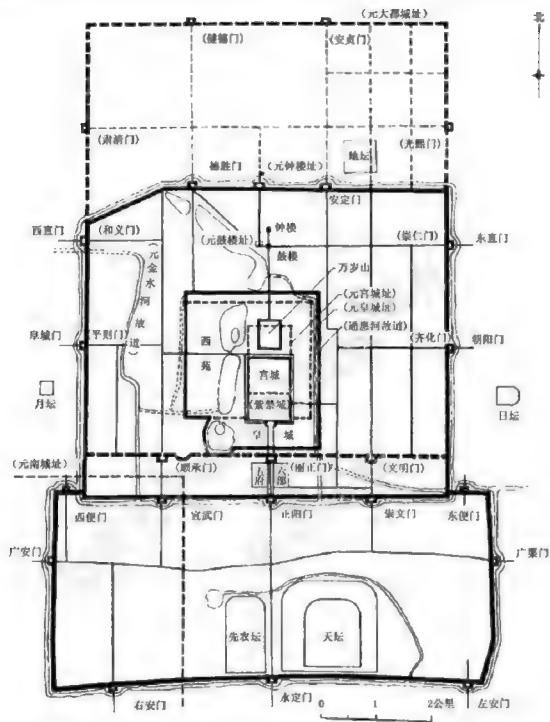 (元大都城址)
北
(健德门)
(安贞门)
(肃清门)
(光熙门)
德胜门
(元钟楼址)
地坛
安定门
西直门
(和义门)
(元鼓楼址)
钟楼
鼓楼
(崇仁门)
东直门
(元金水河故道)
万岁山
(元宫城址)
(元皇城址)
(通惠河故道)
阜城门
(平则门)
西苑
(齐化门)
朝阳门
宫城
(紫禁城)
月坛
日坛
皇城
(元南城址)
(顺承门)
五府
六部
(丽正门)
(文明门)
西便门
宣武门
正阳门
崇文门
东便门
广安门
广渠门
先农坛
天坛
右安门
永定门
左安门
0 1 2公里